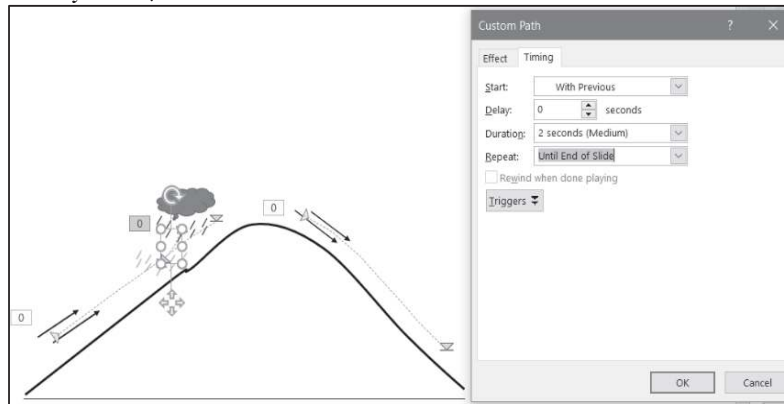 Custom Path ? ×
Effect Timing
Start: With Previous
Delay: 0 seconds
Duration: 2 seconds (Medium)
Repeat: Until End of Slide
Rewind when done playing
Triggers
0
0
0
OK Cancel